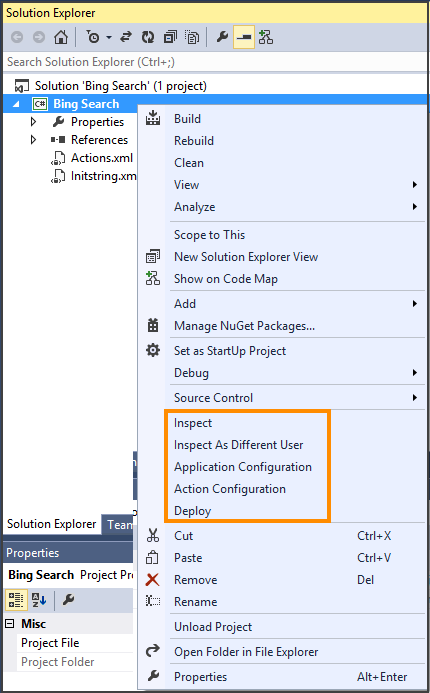 Solution Explorer
Search Solution Explorer (Ctrl+;)
Solution 'Bing Search' (1 project)
C# Bing Search
Properties
References
Actions.xml
Initstring.xm
Build
Rebuild
Clean
View
Analyze
Scope to This
New Solution Explorer View
Show on Code Map
Add
Manage NuGet Packages...
Set as StartUp Project
Debug
Source Control
Inspect
Inspect As Different User
Application Configuration
Action Configuration
Deploy
Cut Ctrl+X
Paste Ctrl+V
Remove Del
Rename
Unload Project
Open Folder in File Explorer
Properties Alt+Enter
Solution Explorer Team
Properties
Bing Search Project Pro
Misc
Project File
Project Folder